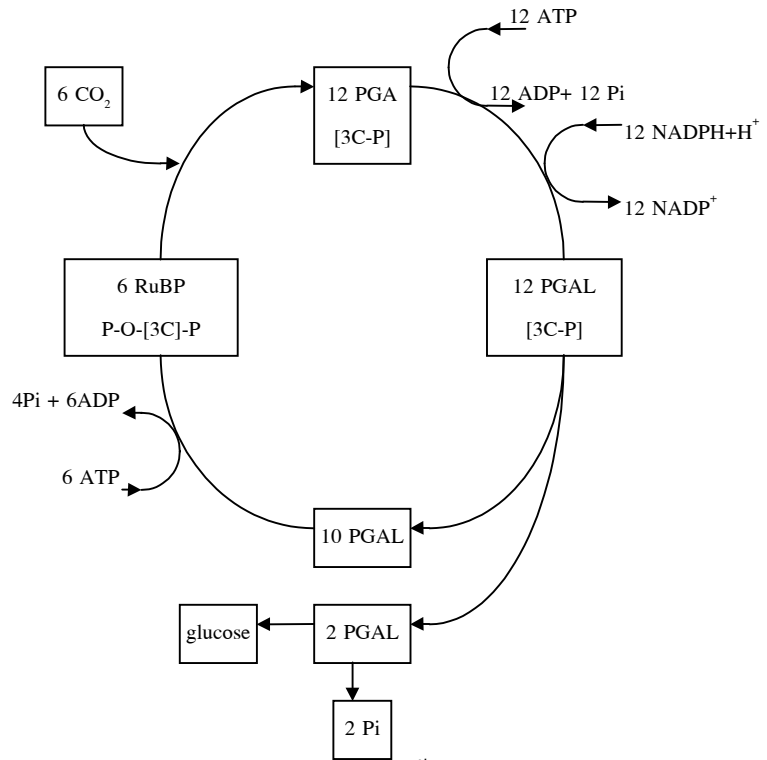 12 ATP
6 CO₂
12 PGA
[3C-P]
12 ADP+ 12 Pi
12 NADPH+H⁺
12 NADP⁺
6 RuBP
P-O-[3C]-P
12 PGAL
[3C-P]
4Pi + 6ADP
6 ATP
10 PGAL
glucose
2 PGAL
2 Pi